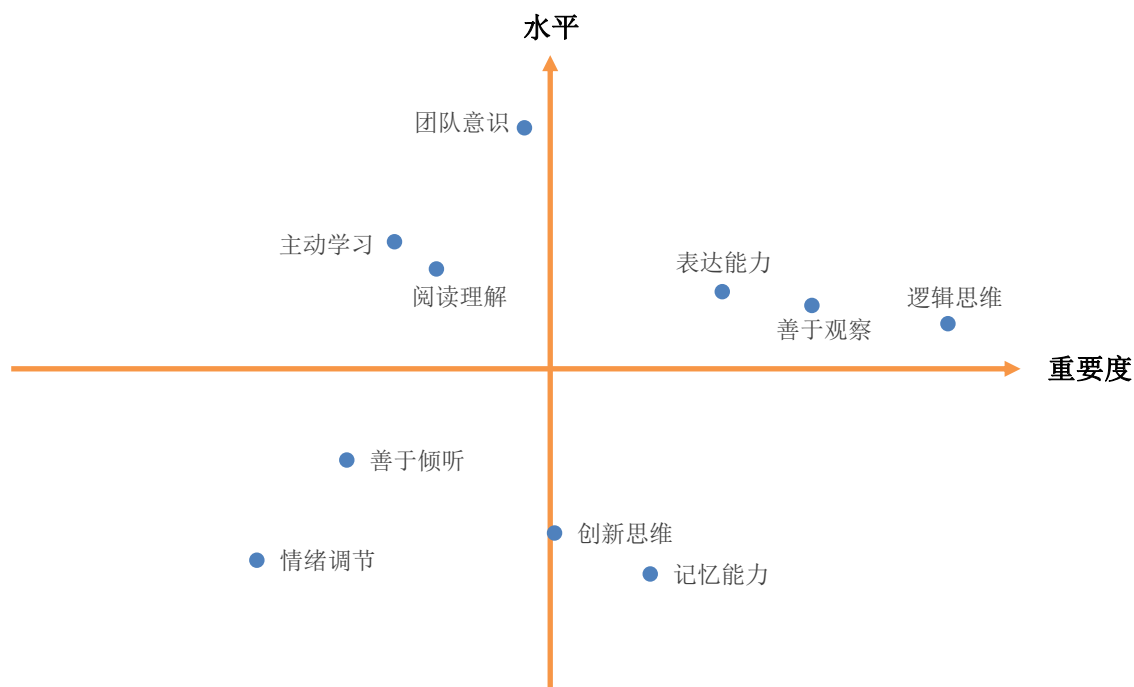 水平
团队意识
主动学习
阅读理解
表达能力
善于观察
逻辑思维
重要度
善于倾听
创新思维
情绪调节
记忆能力